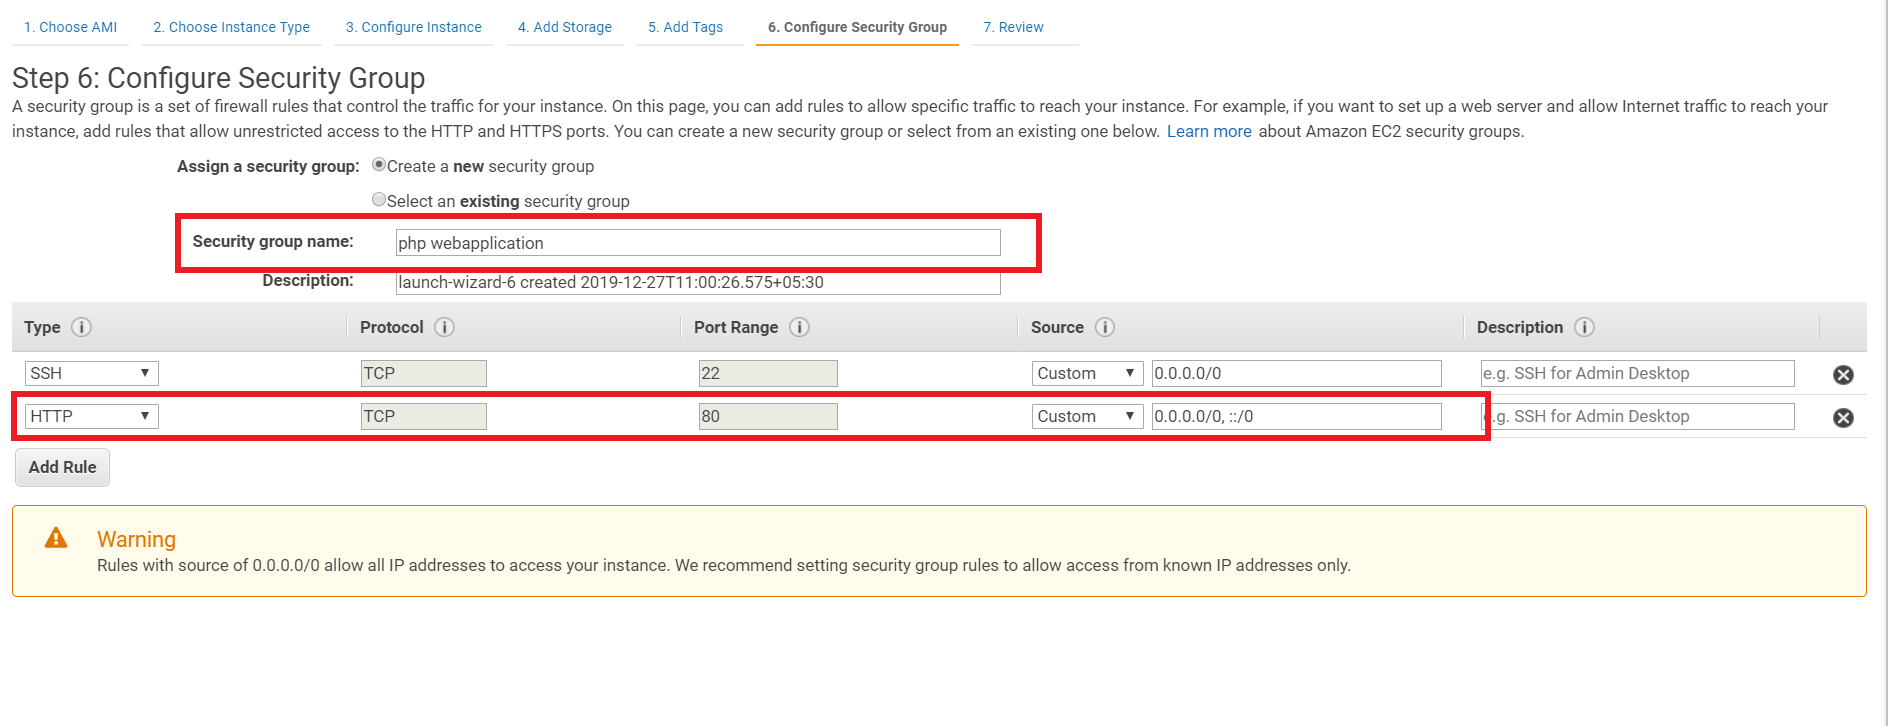 1. Choose AMI 2. Choose Instance Type 3. Configure Instance 4. Add Storage 5. Add Tags 6. Configure Security Group 7. Review
Step 6: Configure Security Group
A security group is a set of firewall rules that control the traffic for your instance. On this page, you can add rules to allow specific traffic to reach your instance. For example, if you want to set up a web server and allow Internet traffic to reach your
instance, add rules that allow unrestricted access to the HTTP and HTTPS ports. You can create a new security group or select from an existing one below. Learn more about Amazon EC2 security groups.
Assign a security group: Create a new security group
Select an existing security group
Security group name: php webapplication
Description: launch-wizard-6 created 2019-12-27T11:00:26.575+05:30
Type i Protocol i Port Range i Source i Description i
SSH TCP 22 Custom 0.0.0.0/0 e.g. SSH for Admin Desktop
HTTP TCP 80 Custom 0.0.0.0/0, ::/0 e.g. SSH for Admin Desktop
Add Rule
Warning
Rules with source of 0.0.0.0/0 allow all IP addresses to access your instance. We recommend setting security group rules to allow access from known IP addresses only.